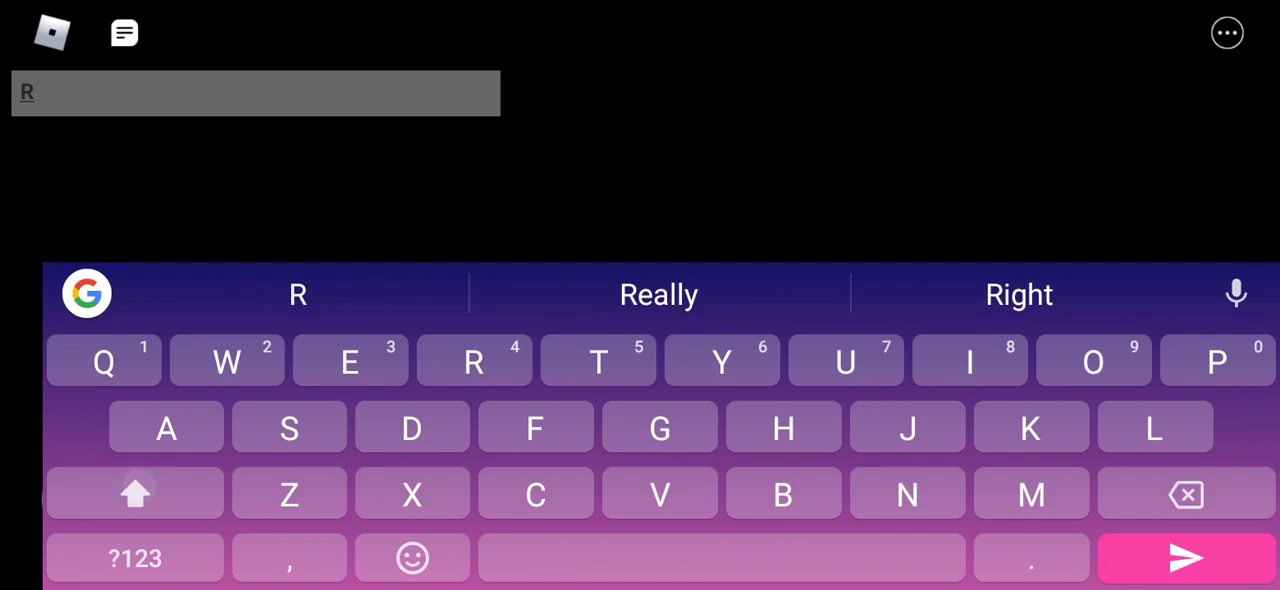 R
R Really Right
Q 1 W 2 E 3 R 4 T 5 Y 6 U 7 I 8 O 9 P 0
A S D F G H J K L
Z X C V B N M
?123 , .